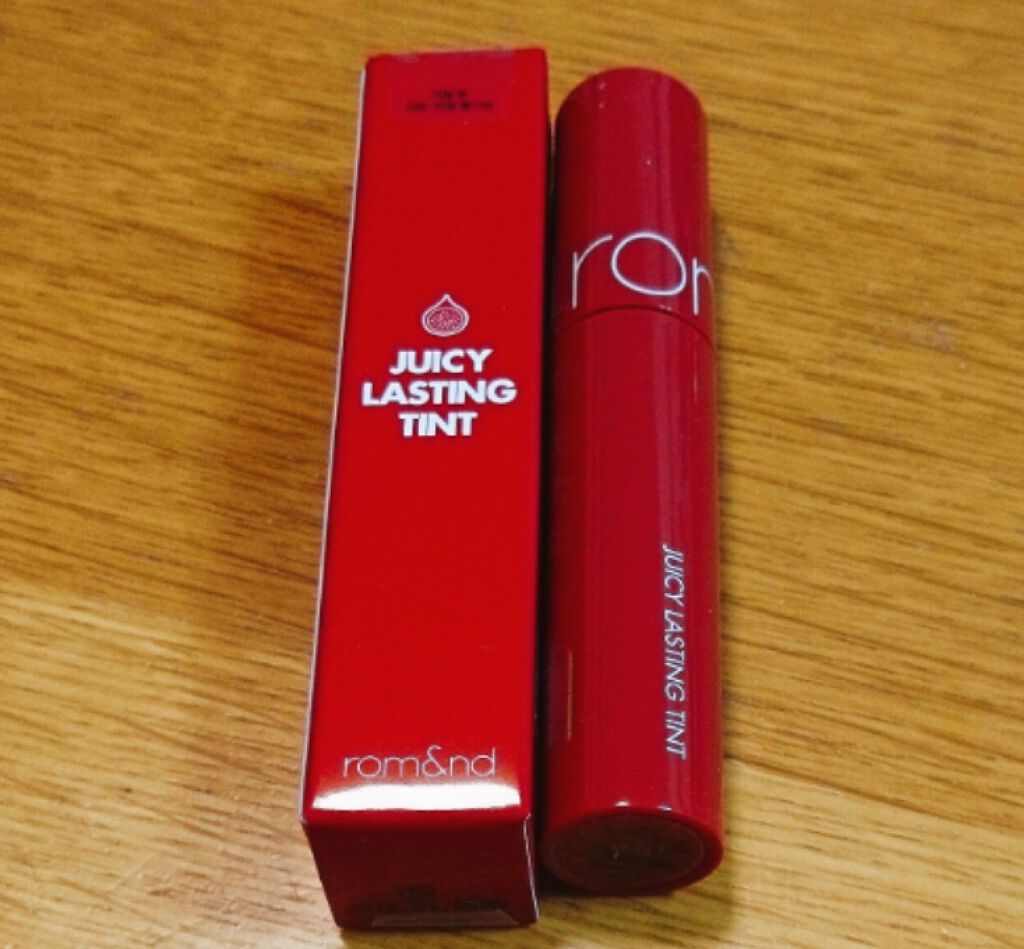 JUICY
LASTING
TINT
rom&nd
rom
JUICY LASTING TINT